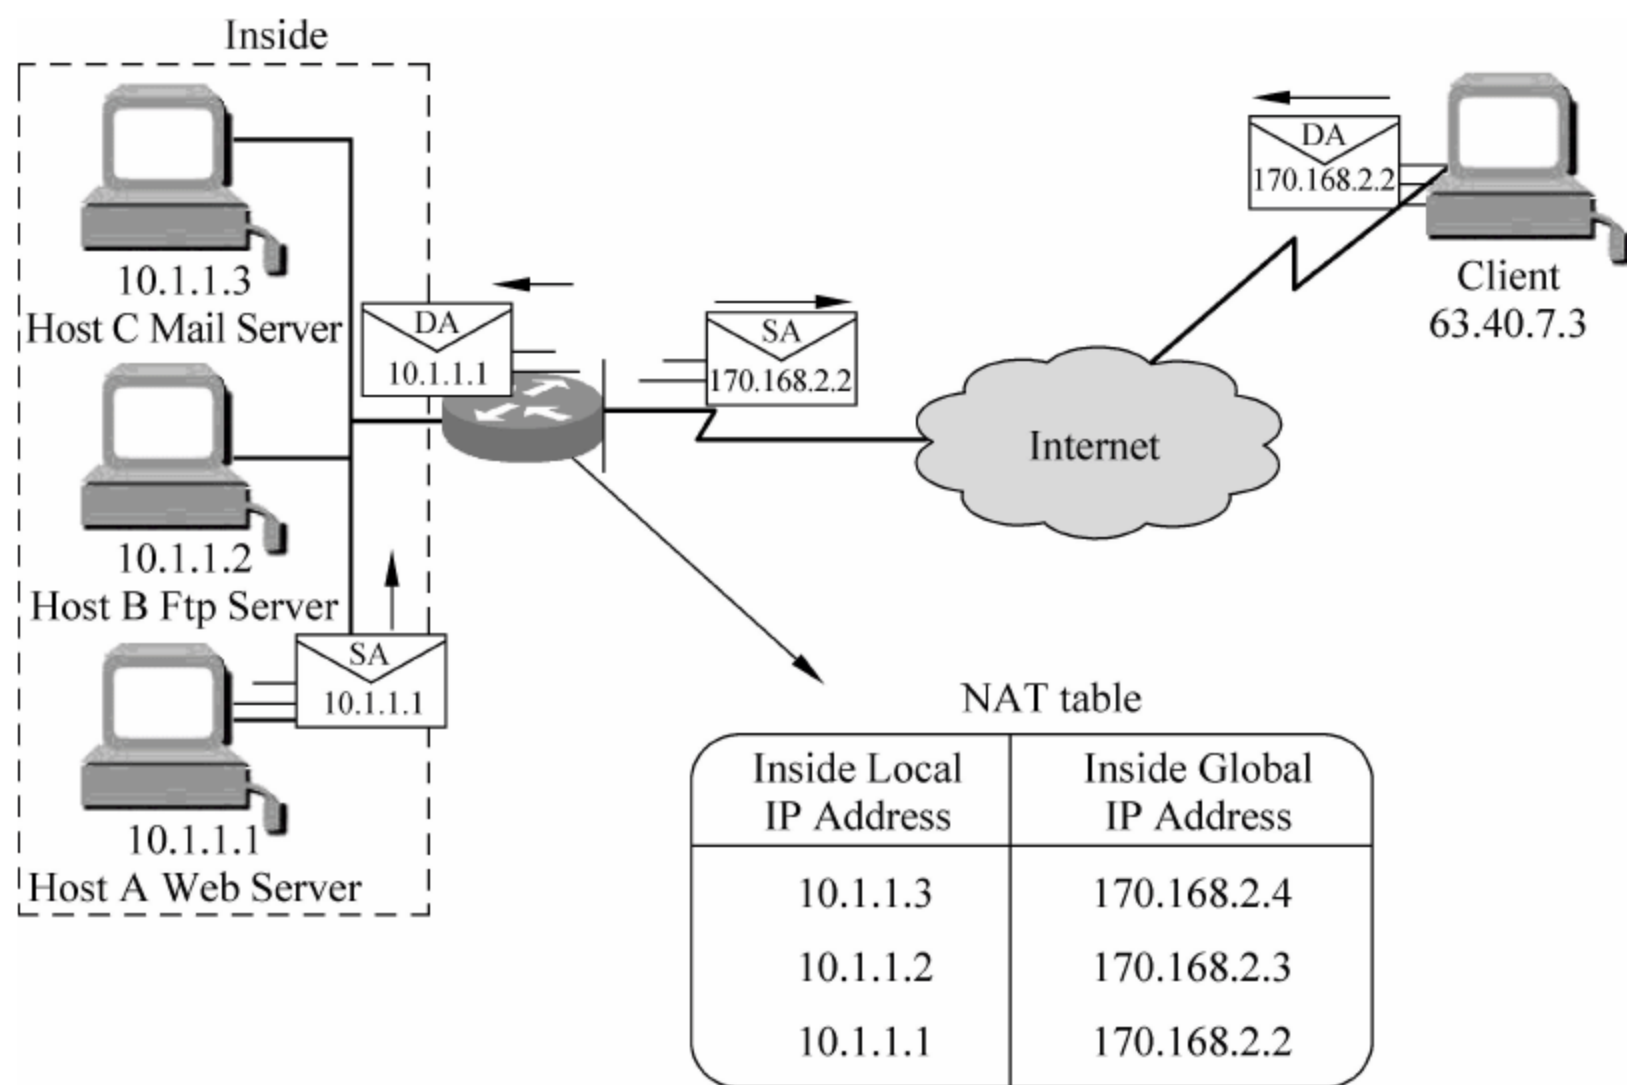 Inside
10.1.1.3
Host C Mail Server
10.1.1.2
Host B Ftp Server
10.1.1.1
Host A Web Server
SA
10.1.1.1
DA
10.1.1.1
SA
170.168.2.2
Internet
DA
170.168.2.2
Client
63.40.7.3
NAT table
Inside Local
IP Address
Inside Global
IP Address
10.1.1.3 170.168.2.4
10.1.1.2 170.168.2.3
10.1.1.1 170.168.2.2